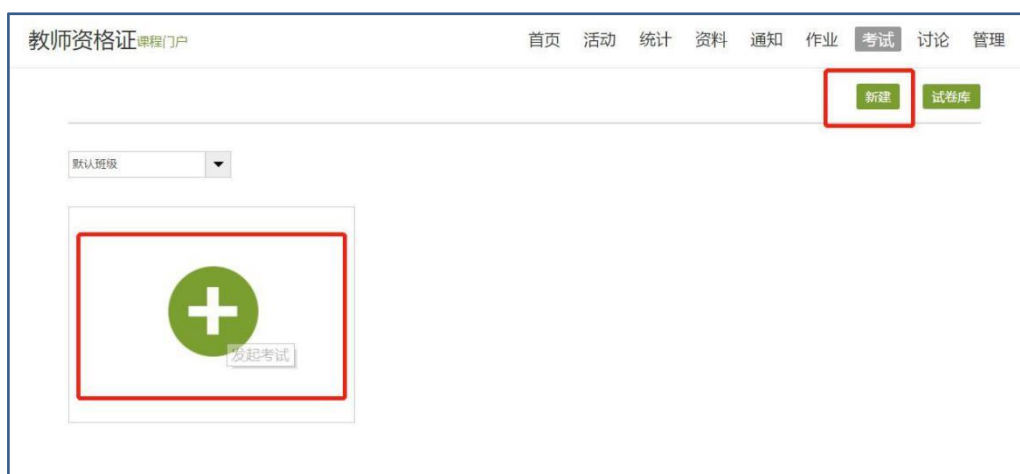 教师资格证课程门户 首页 活动 统计 资料 通知 作业 考试 讨论 管理
新建 试卷库
默认班级
发起考试